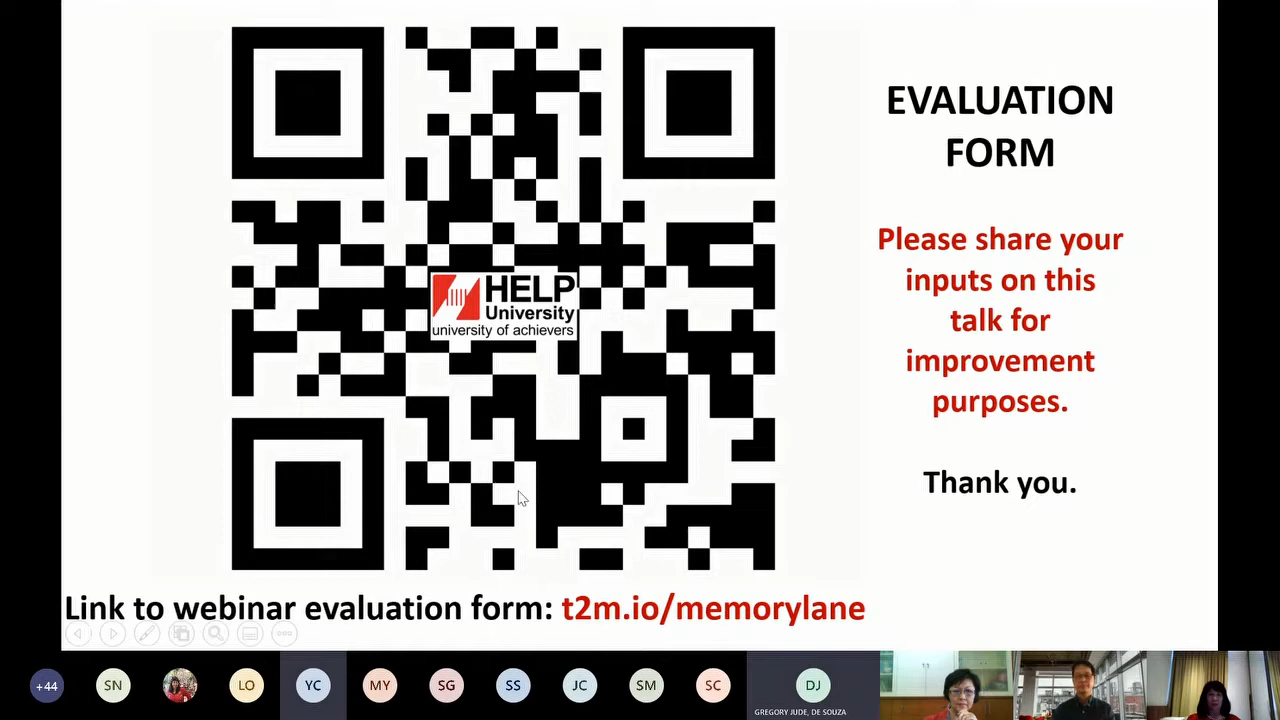 EVALUATION
FORM
Please share your
inputs on this
talk for
improvement
purposes.
Thank you.
HELP
University
university of achievers
Link to webinar evaluation form: t2m.io/memorylane
+44
SN
LO
YC
MY
SG
SS
JC
SM
SC
DJ
GREGORY JUDE, DE SOUZA